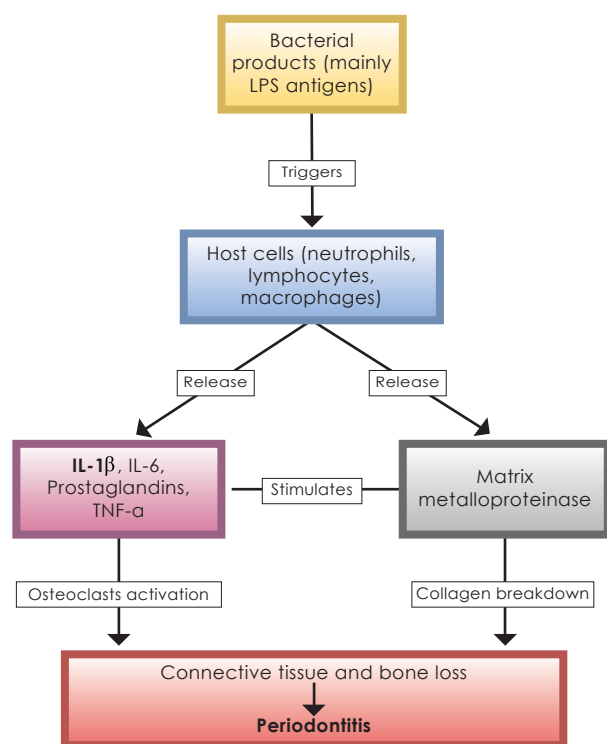 Bacterial
products (mainly
LPS antigens)
Triggers
Host cells (neutrophils,
lymphocytes,
macrophages)
Release
Release
IL-1β, IL-6,
Prostaglandins,
TNF-a
Stimulates
Matrix
metalloproteinase
Osteoclasts activation
Collagen breakdown
Connective tissue and bone loss
Periodontitis